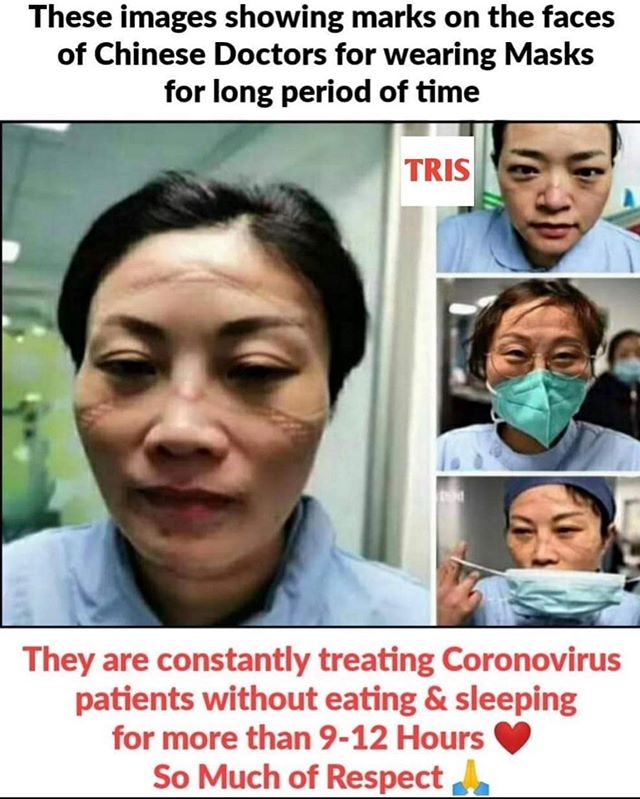 These images showing marks on the faces
of Chinese Doctors for wearing Masks
for long period of time
TRIS
They are constantly treating Coronovirus
patients without eating & sleeping
for more than 9-12 Hours ❤️
So Much of Respect 🙏